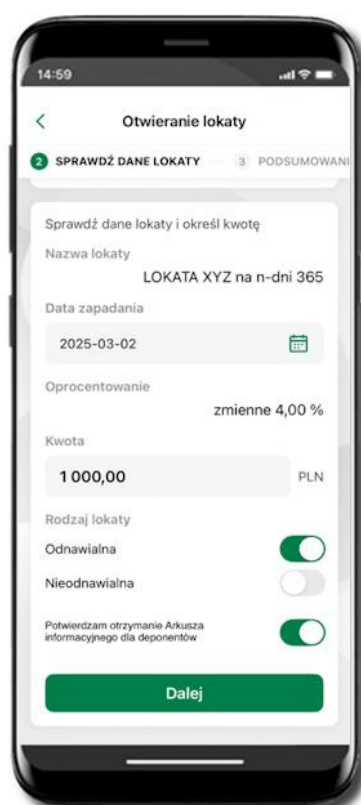 14:59
Otwieranie lokaty
2 SPRAWDŹ DANE LOKATY 3 PODSUMOWANI
Sprawdź dane lokaty i określ kwotę
Nazwa lokaty
LOKATA XYZ na n-dni 365
Data zapadania
2025-03-02
Oprocentowanie
zmienne 4,00 %
Kwota
1 000,00 PLN
Rodzaj lokaty
Odnawialna
Nieodnawialna
Potwierdzam otrzymanie Arkusza
informacyjnego dla deponentów
Dalej